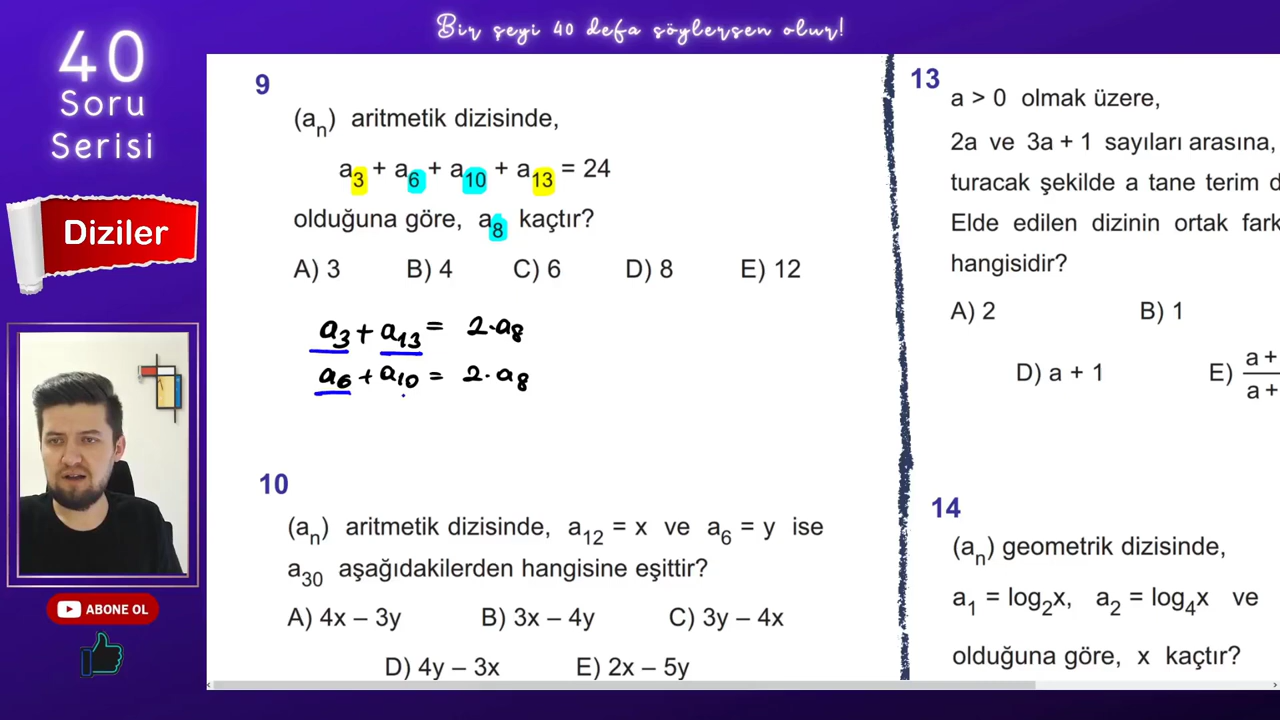 Bir şeyi 40 defa söylersen olur!
40
Soru
Serisi
Diziler
ABONE OL
9
(aₙ) aritmetik dizisinde,
a₃ + a₆ + a₁₀ + a₁₃ = 24
olduğuna göre, a₈ kaçtır?
A) 3 B) 4 C) 6 D) 8 E) 12
a₃ + a₁₃ = 2·a₈
a₆ + a₁₀ = 2·a₈
10
(aₙ) aritmetik dizisinde, a₁₂ = x ve a₆ = y ise
a₃₀ aşağıdakilerden hangisine eşittir?
A) 4x – 3y B) 3x – 4y C) 3y – 4x
D) 4y – 3x E) 2x – 5y
13
a > 0 olmak üzere,
2a ve 3a + 1 sayıları arasına,
turacak şekilde a tane terim d
Elde edilen dizinin ortak fark
hangisidir?
A) 2 B) 1
D) a + 1 E) a + / a +
14
(aₙ) geometrik dizisinde,
a₁ = log₂x, a₂ = log₄x ve
olduğuna göre, x kaçtır?